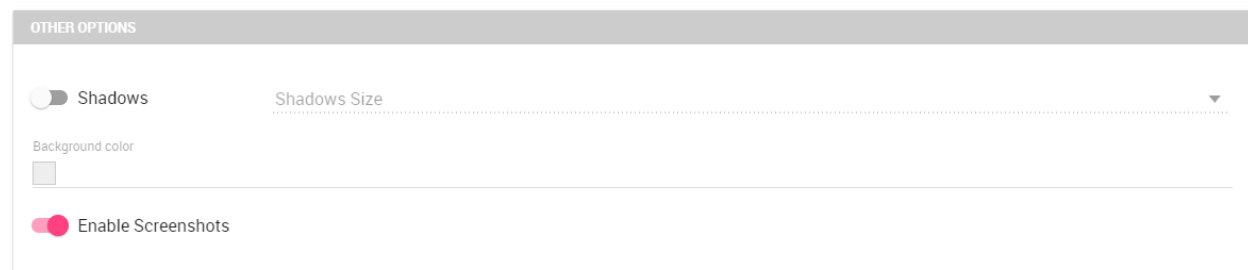 OTHER OPTIONS
Shadows
Shadows Size
Background color
Enable Screenshots